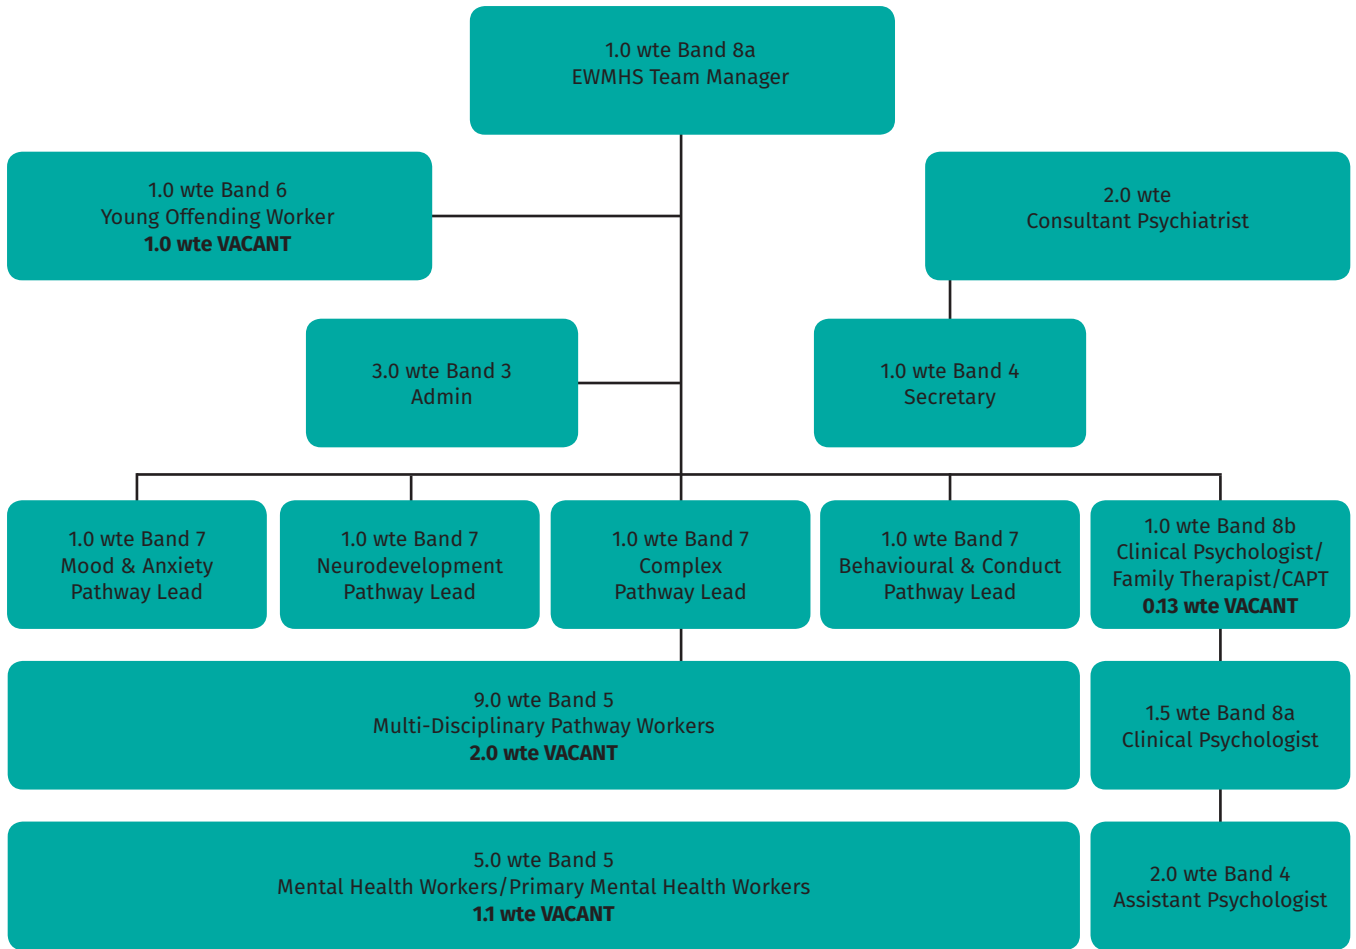 1.0 wte Band 8a
EWMHS Team Manager
1.0 wte Band 6
Young Offending Worker
1.0 wte VACANT
2.0 wte
Consultant Psychiatrist
3.0 wte Band 3
Admin
1.0 wte Band 4
Secretary
1.0 wte Band 7
Mood & Anxiety
Pathway Lead
1.0 wte Band 7
Neurodevelopment
Pathway Lead
1.0 wte Band 7
Complex
Pathway Lead
1.0 wte Band 7
Behavioural & Conduct
Pathway Lead
1.0 wte Band 8b
Clinical Psychologist/
Family Therapist/CAPT
0.13 wte VACANT
9.0 wte Band 5
Multi-Disciplinary Pathway Workers
2.0 wte VACANT
1.5 wte Band 8a
Clinical Psychologist
5.0 wte Band 5
Mental Health Workers/Primary Mental Health Workers
1.1 wte VACANT
2.0 wte Band 4
Assistant Psychologist